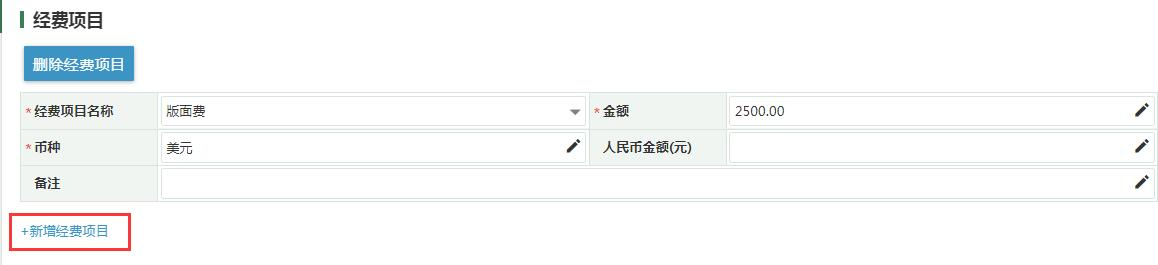 经费项目
删除经费项目
*经费项目名称 版面费 *金额 2500.00
*币种 美元 人民币金额(元)
备注
+新增经费项目